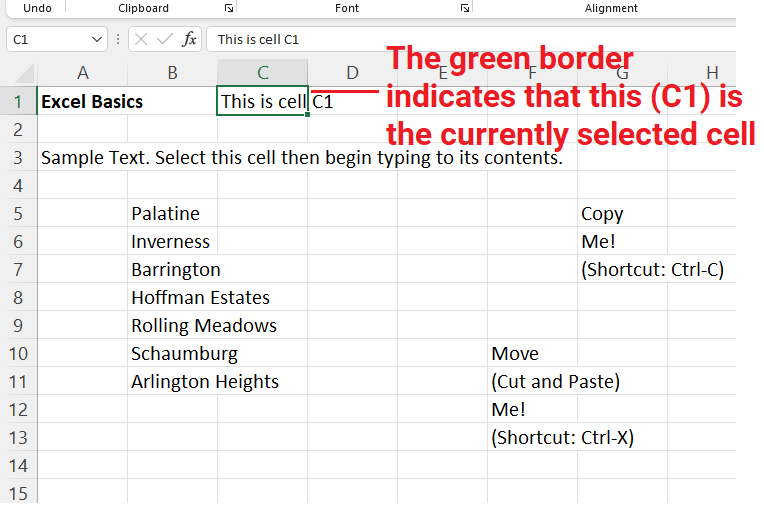 Undo Clipboard Font Alignment
C1 fx This is cell C1
A B C D E F G H
The green border
indicates that this (C1) is
the currently selected cell
1 Excel Basics This is cell C1
2
3 Sample Text. Select this cell then begin typing to its contents.
4
5 Palatine Copy
6 Inverness Me!
7 Barrington (Shortcut: Ctrl-C)
8 Hoffman Estates
9 Rolling Meadows
10 Schaumburg Move
11 Arlington Heights (Cut and Paste)
12 Me!
13 (Shortcut: Ctrl-X)
14
15